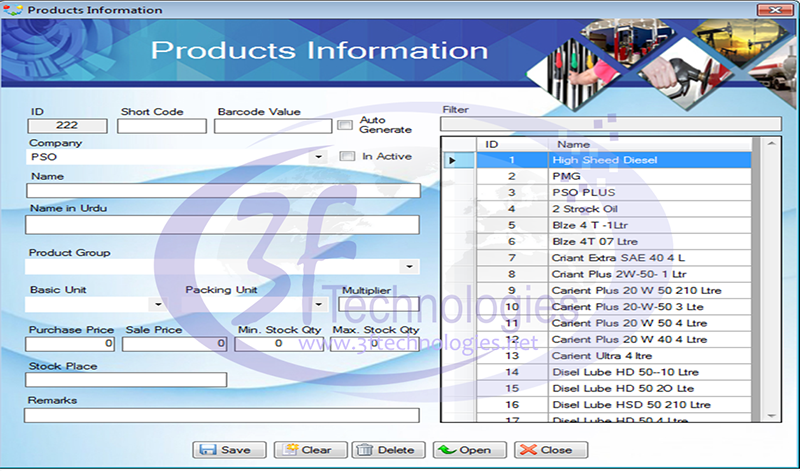 Products Information
Products Information
ID
Short Code
Barcode Value
222
Auto
Generate
Company
PSO
In Active
Name
Name in Urdu
Product Group
Basic Unit
Packing Unit
Multiplier
Purchase Price
Sale Price
Min. Stock Qty
Max. Stock Qty
0
0
0
0
Stock Place
Remarks
Filter
ID Name
1 High Sheed Diesel
2 PMG
3 PSO PLUS
4 2 Strock Oil
5 Blze 4 T -1Ltr
6 Blze 4T 07 Ltre
7 Criant Extra SAE 40 4 L
8 Criant Plus 2W-50- 1 Ltr
9 Carient Plus 20 W 50 210 Ltre
10 Carient Plus 20-W-50 3 Lte
11 Carient Plus 20 W 50 4 Ltre
12 Carient Plus 20 W 40 4 Ltre
13 Carient Ultra 4 ltre
14 Disel Lube HD 50--10 Ltre
15 Disel Lube HD 50 2O Lte
16 Disel Lube HSD 50 210 Ltre
17 Disel Lube HD 50 4 Ltre
3f
Technologies
www.3ftechnologies.net
Save
Clear
Delete
Open
Close